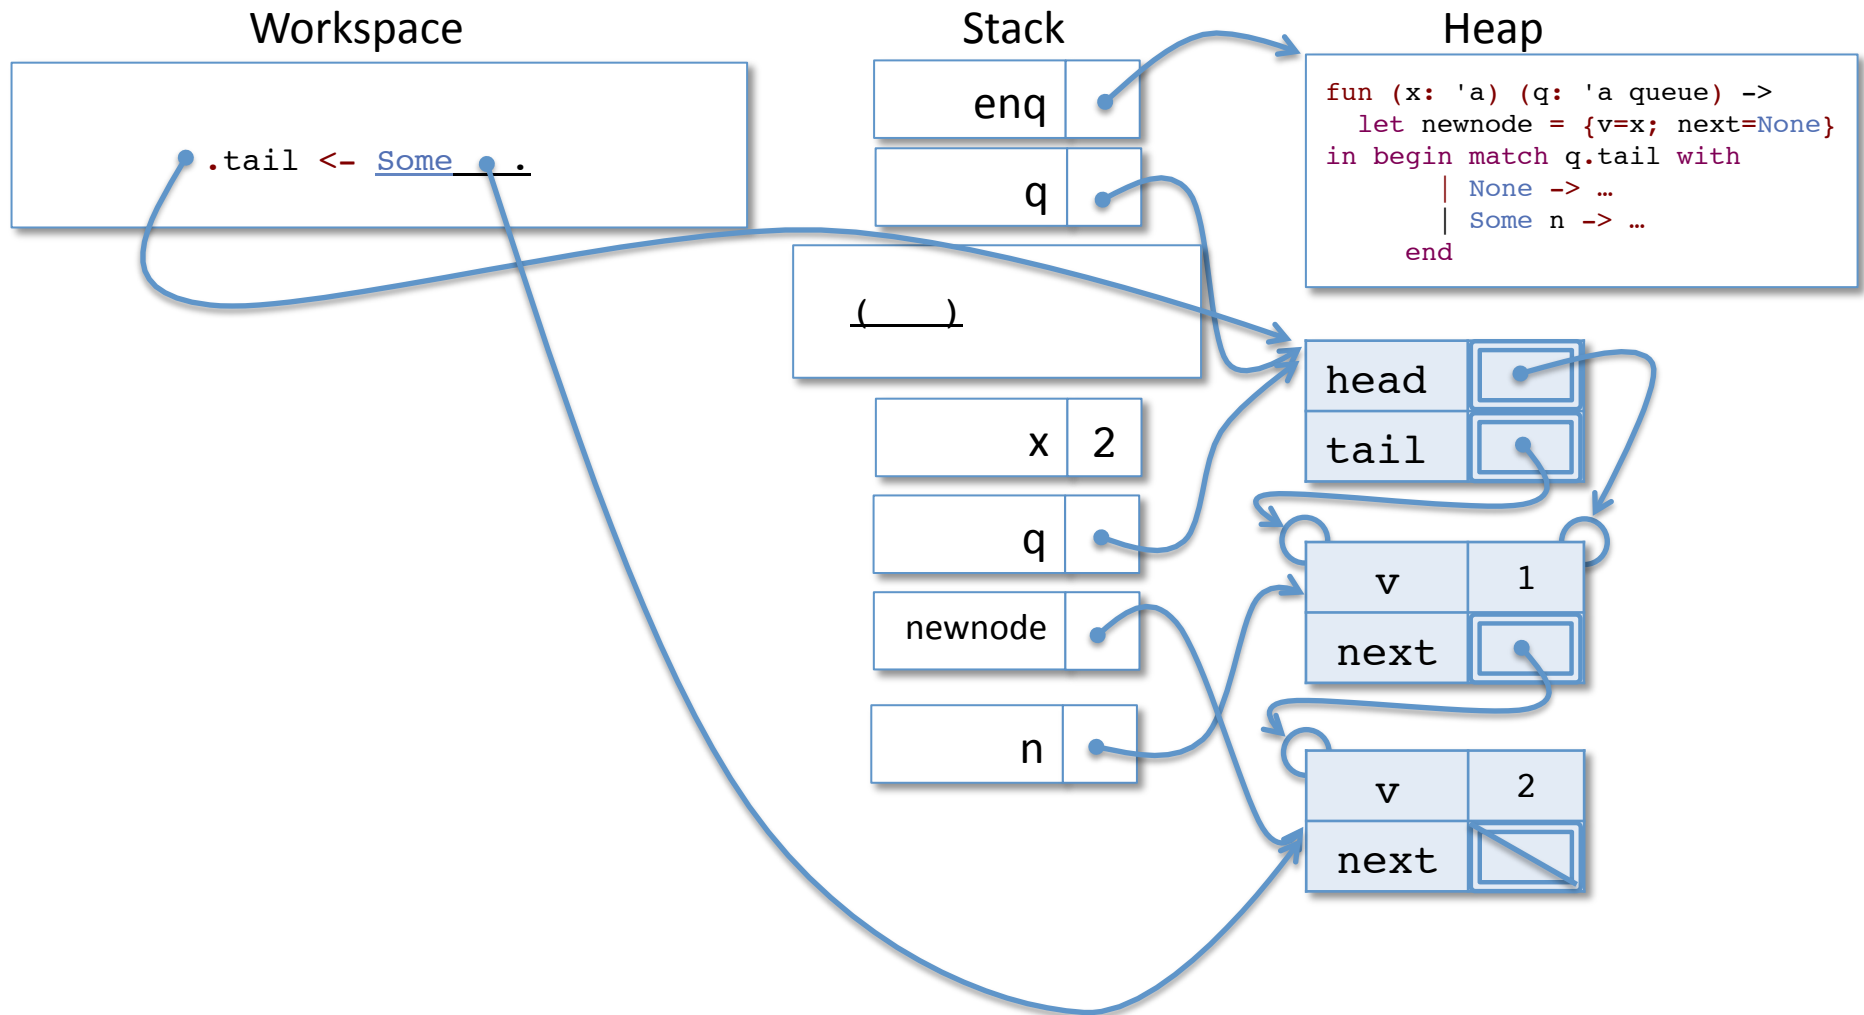 Workspace
Stack
Heap
.tail <- Some .
enq
q
( )
x 2
q
newnode
n
fun (x: 'a) (q: 'a queue) ->
let newnode = {v=x; next=None}
in begin match q.tail with
| None -> …
| Some n -> …
end
head
tail
v 1
next
v 2
next